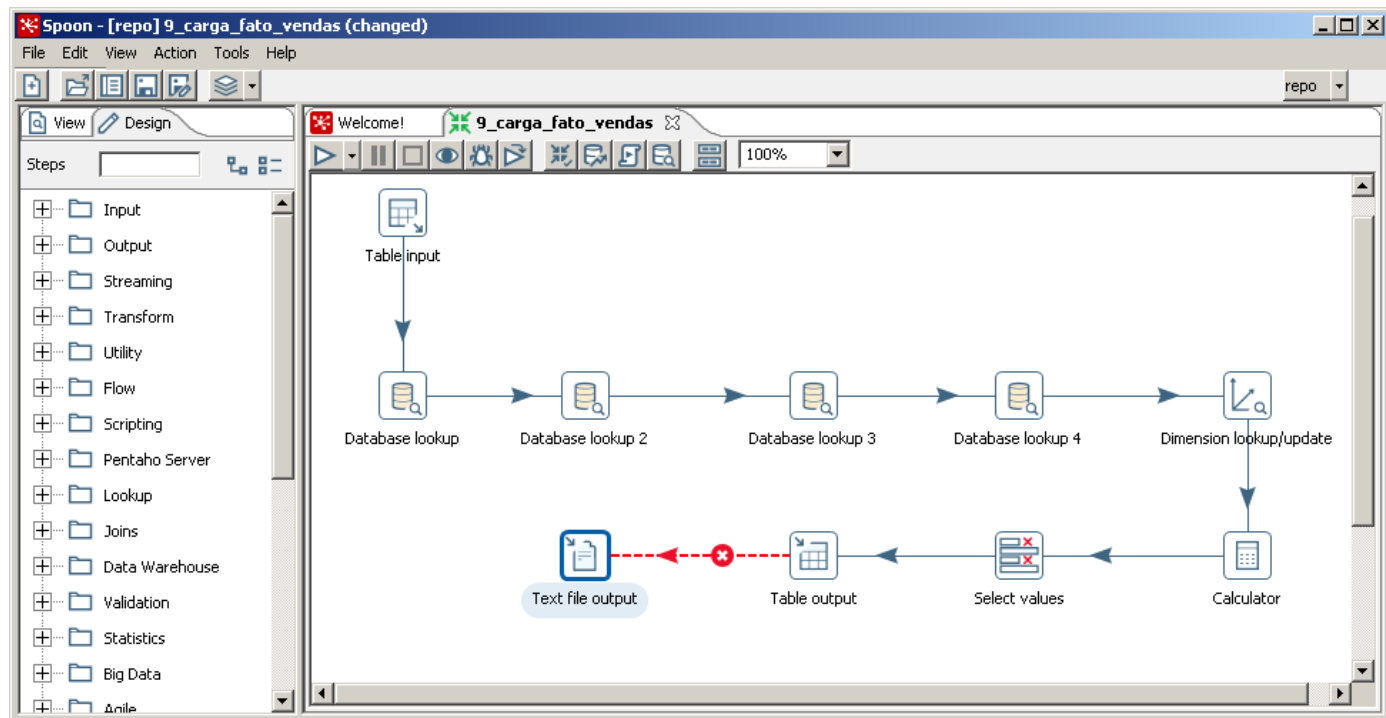 Spoon - [repo] 9_carga_fato_vendas (changed)
File Edit View Action Tools Help
repo
View Design
Welcome! 9_carga_fato_vendas
Steps
100%
Input
Output
Streaming
Transform
Utility
Flow
Scripting
Pentaho Server
Lookup
Joins
Data Warehouse
Validation
Statistics
Big Data
Agile
Table input
Database lookup
Database lookup 2
Database lookup 3
Database lookup 4
Dimension lookup/update
Text file output
Table output
Select values
Calculator